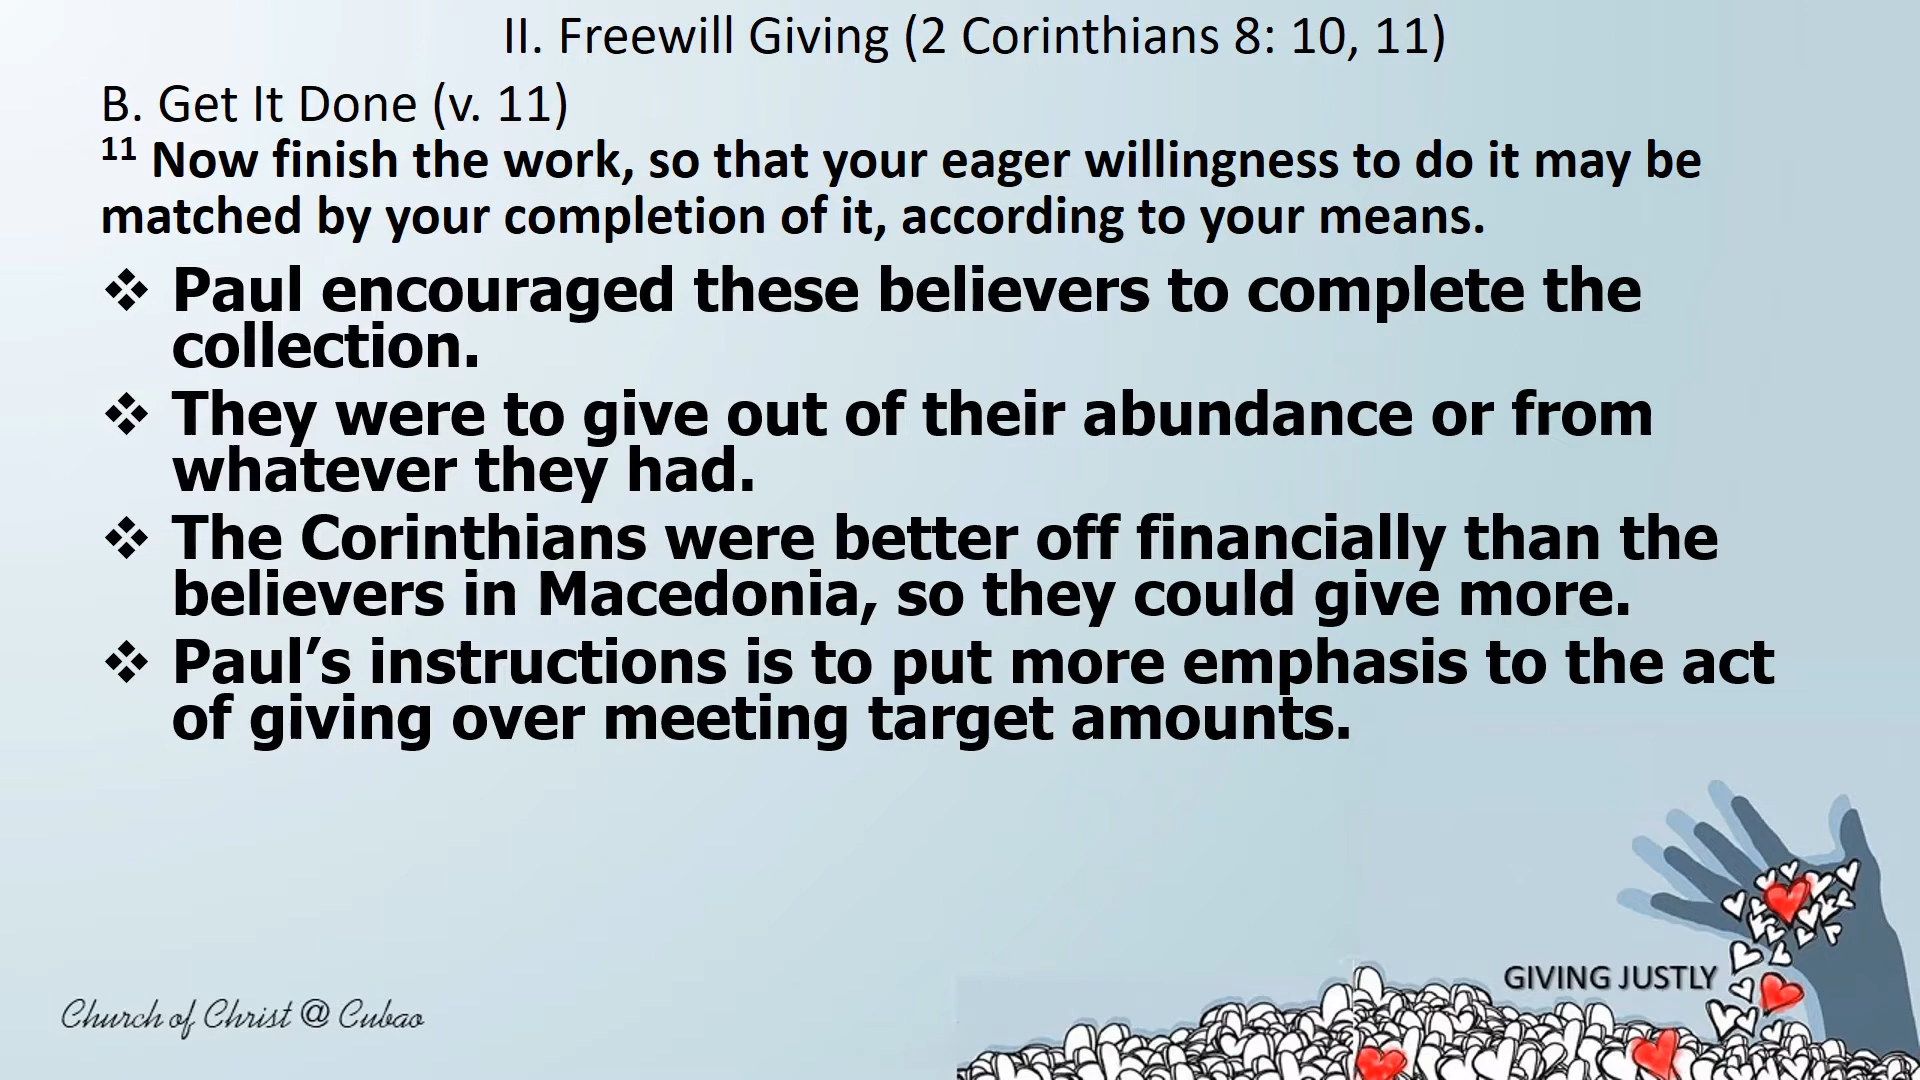 II. Freewill Giving (2 Corinthians 8: 10, 11)
B. Get It Done (v. 11)
11 Now finish the work, so that your eager willingness to do it may be
matched by your completion of it, according to your means.
❖ Paul encouraged these believers to complete the
collection.
❖ They were to give out of their abundance or from
whatever they had.
❖ The Corinthians were better off financially than the
believers in Macedonia, so they could give more.
❖ Paul’s instructions is to put more emphasis to the act
of giving over meeting target amounts.
GIVING JUSTLY
Church of Christ @ Cubao